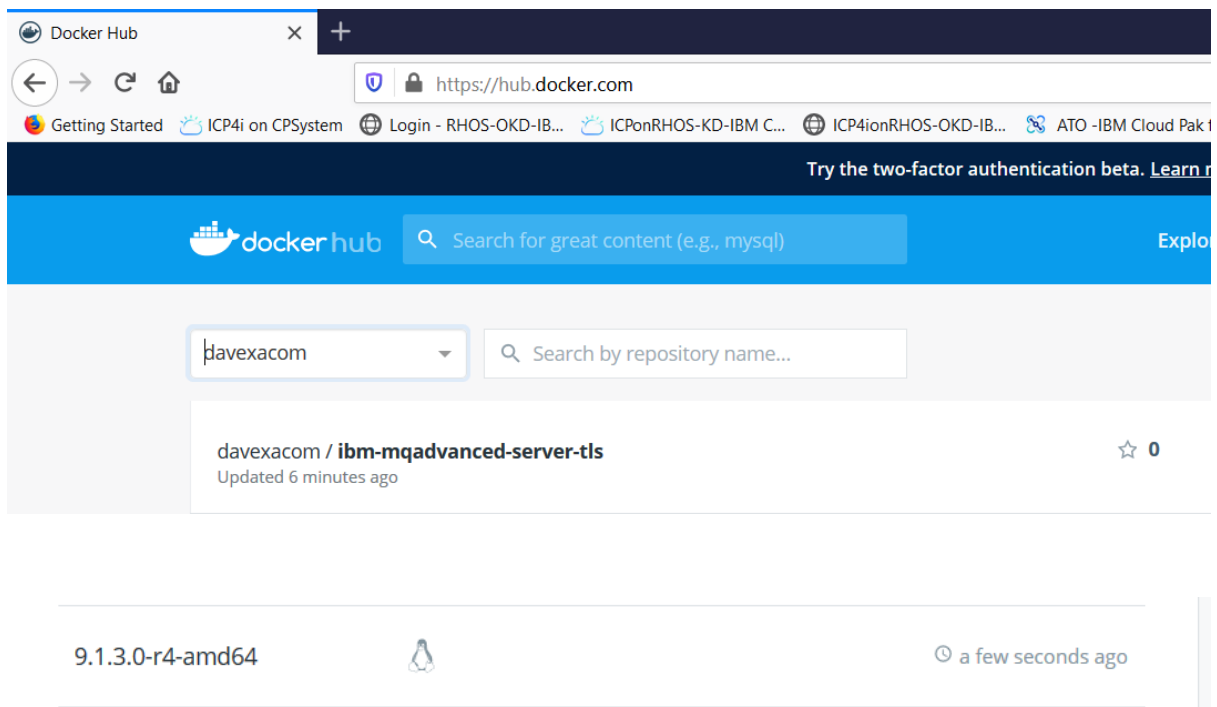 Docker Hub
https://hub.docker.com
Getting Started ICP4i on CPSystem Login - RHOS-OKD-IB... ICPonRHOS-KD-IBM C... ICP4ionRHOS-OKD-IB... ATO -IBM Cloud Pak
Try the two-factor authentication beta. Learn
dockerhub Search for great content (e.g., mysql)
davexacom Search by repository name...
davexacom / ibm-mqadvanced-server-tls 0
Updated 6 minutes ago
9.1.3.0-r4-amd64 a few seconds ago